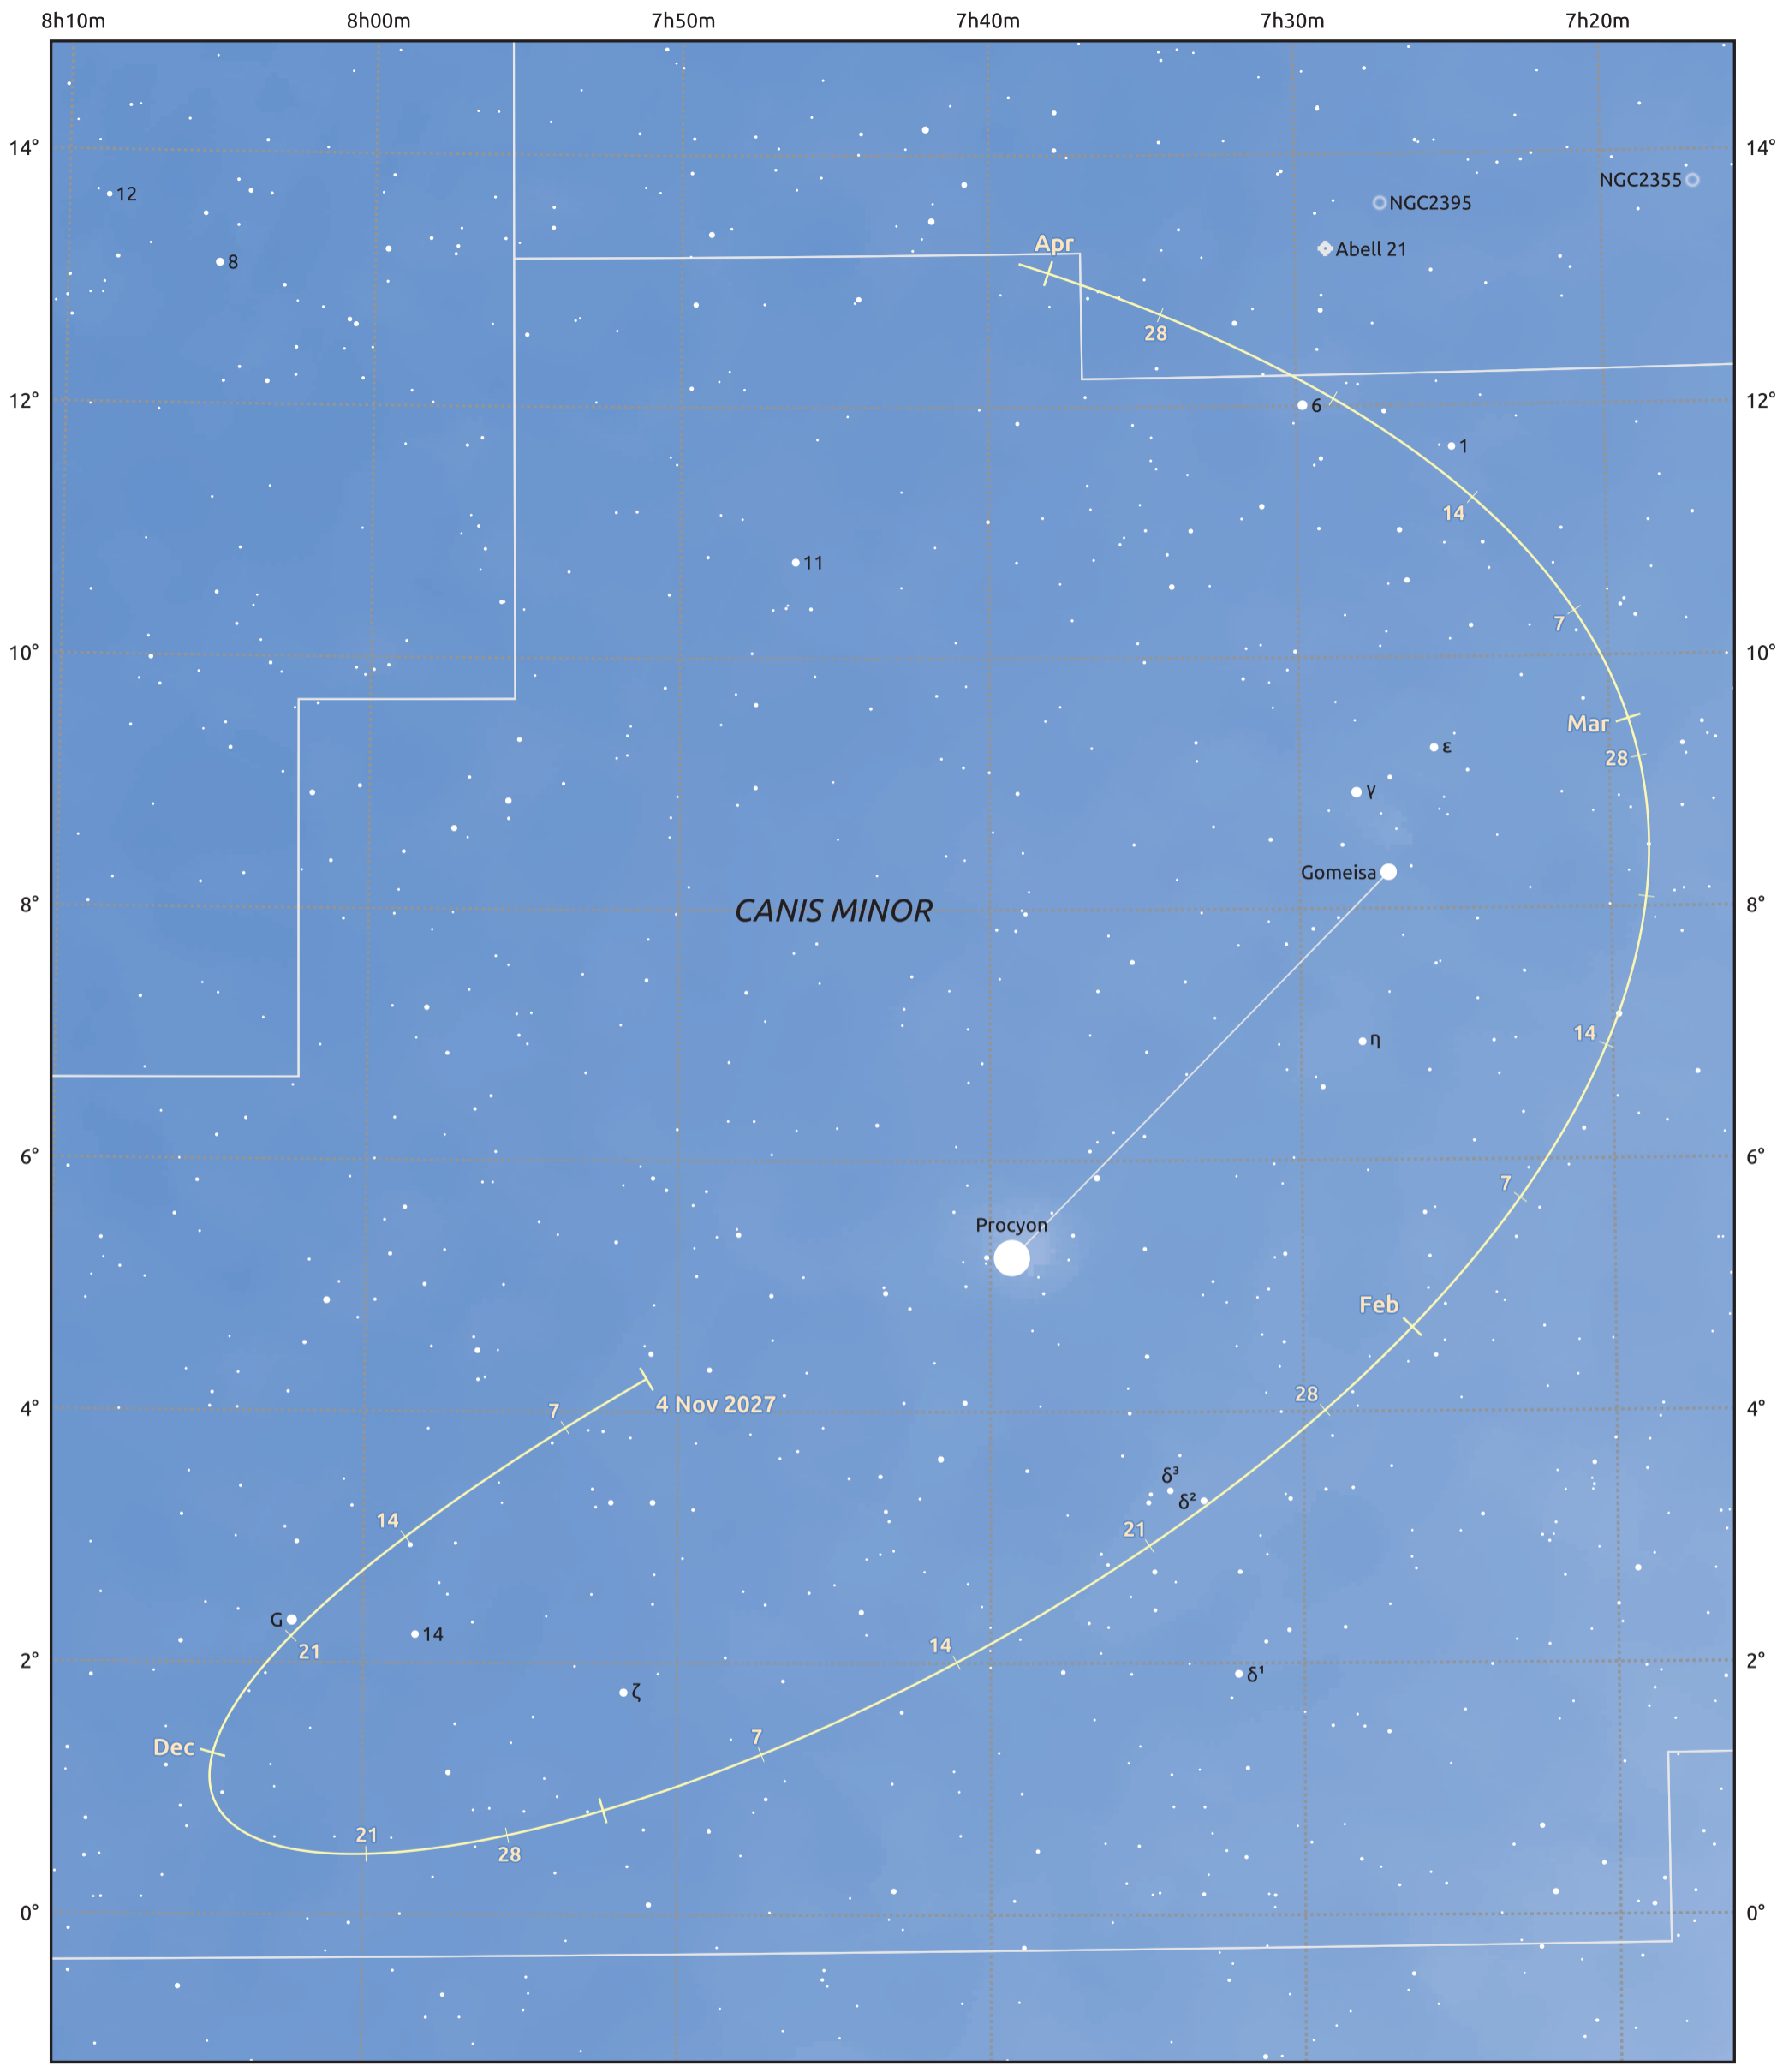 8h10m 8h00m 7h50m 7h40m 7h30m 7h20m
14° 14°
NGC2355
12
NGC2395
Apr
Abell 21
8
28
12° 12°
6
1
14
11
7
10° 10°
Mar
ε
28
γ
Gomeisa
8° CANIS MINOR 8°
14
η
6° 6°
7
Procyon
Feb
28
4° 7 4 Nov 2027 4°
δ³
δ²
14
21
G
14
21
14
2° 2°
δ¹
ζ
7
Dec
21
28
0° 0°